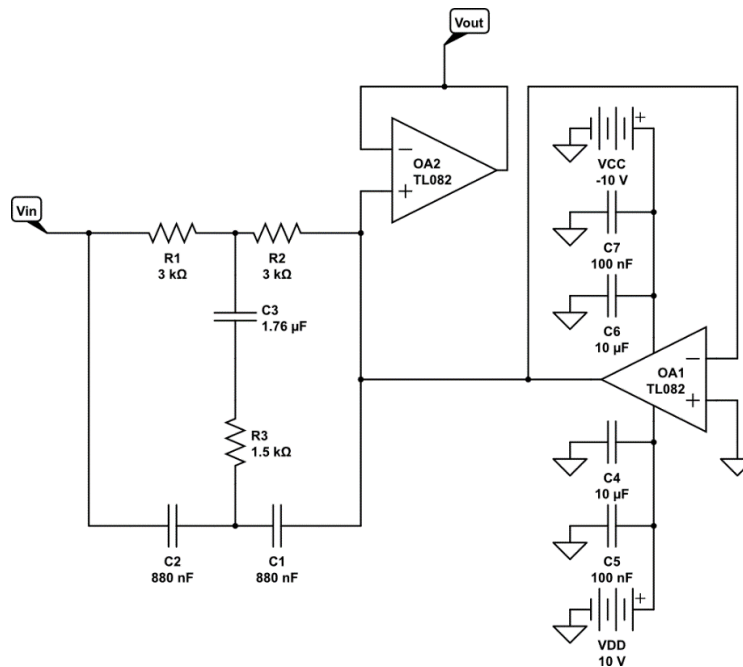 Vout
VCC
-10 V
OA2
TL082
Vin
C7
100 nF
R1
3 kΩ
R2
3 kΩ
C3
1.76 µF
C6
10 µF
OA1
TL082
R3
1.5 kΩ
C4
10 µF
C2
880 nF
C1
880 nF
C5
100 nF
VDD
10 V